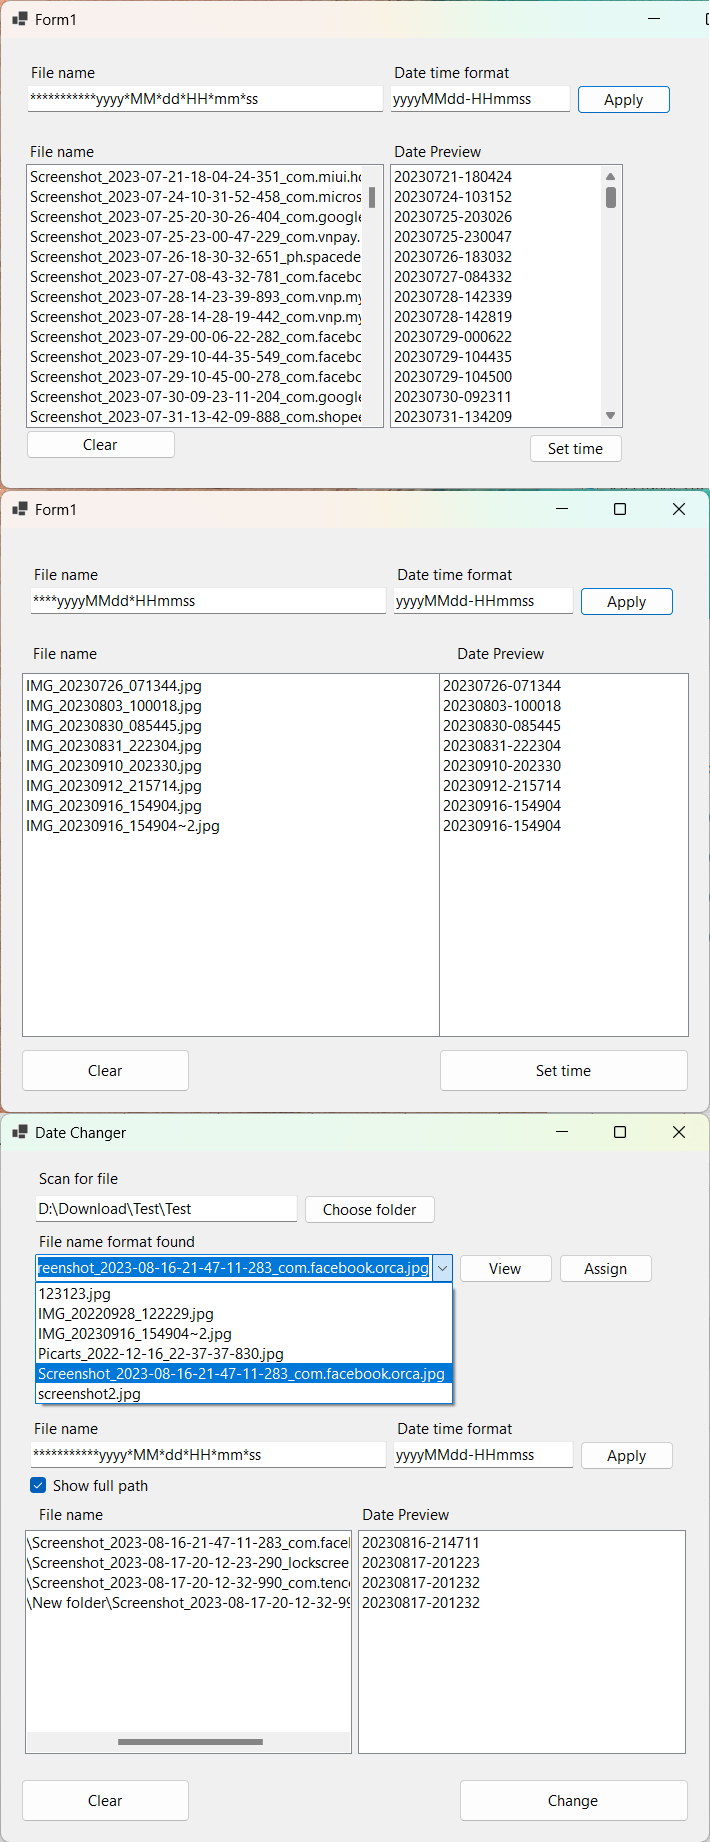 Form1
File name
Date time format
***********yyyy*MM*dd*HH*mm*ss
yyyyMMdd-HHmmss
Apply
File name
Date Preview
Screenshot_2023-07-21-18-04-24-351_com.miui.hc
20230721-180424
Screenshot_2023-07-24-10-31-52-458_com.micros
20230724-103152
Screenshot_2023-07-25-20-30-26-404_com.google
20230725-203026
Screenshot_2023-07-25-23-00-47-229_com.vnpay.
20230725-230047
Screenshot_2023-07-26-18-30-32-651_ph.spacede
20230726-183032
Screenshot_2023-07-27-08-43-32-781_com.facebo
20230727-084332
Screenshot_2023-07-28-14-23-39-893_com.vnp.my
20230728-142339
Screenshot_2023-07-28-14-28-19-442_com.vnp.my
20230728-142819
Screenshot_2023-07-29-00-06-22-282_com.facebo
20230729-000622
Screenshot_2023-07-29-10-44-35-549_com.facebo
20230729-104435
Screenshot_2023-07-29-10-45-00-278_com.facebo
20230729-104500
Screenshot_2023-07-30-09-23-11-204_com.google
20230730-092311
Screenshot_2023-07-31-13-42-09-888_com.shopee
20230731-134209
Clear
Set time
Form1
File name
Date time format
****yyyyMMdd*HHmmss
yyyyMMdd-HHmmss
Apply
File name
Date Preview
IMG_20230726_071344.jpg
20230726-071344
IMG_20230803_100018.jpg
20230803-100018
IMG_20230830_085445.jpg
20230830-085445
IMG_20230831_222304.jpg
20230831-222304
IMG_20230910_202330.jpg
20230910-202330
IMG_20230912_215714.jpg
20230912-215714
IMG_20230916_154904.jpg
20230916-154904
IMG_20230916_154904~2.jpg
20230916-154904
Clear
Set time
Date Changer
Scan for file
D:\Download\Test\Test
Choose folder
File name format found
reenshot_2023-08-16-21-47-11-283_com.facebook.orca.jpg
View
Assign
123123.jpg
IMG_20220928_122229.jpg
IMG_20230916_154904~2.jpg
Picarts_2022-12-16_22-37-37-830.jpg
Screenshot_2023-08-16-21-47-11-283_com.facebook.orca.jpg
screenshot2.jpg
File name
Date time format
***********yyyy*MM*dd*HH*mm*ss
yyyyMMdd-HHmmss
Apply
Show full path
File name
Date Preview
\Screenshot_2023-08-16-21-47-11-283_com.facel
20230816-214711
\Screenshot_2023-08-17-20-12-23-290_lockscree
20230817-201223
\Screenshot_2023-08-17-20-12-32-990_com.tence
20230817-201232
\New folder\Screenshot_2023-08-17-20-12-32-99
20230817-201232
Clear
Change